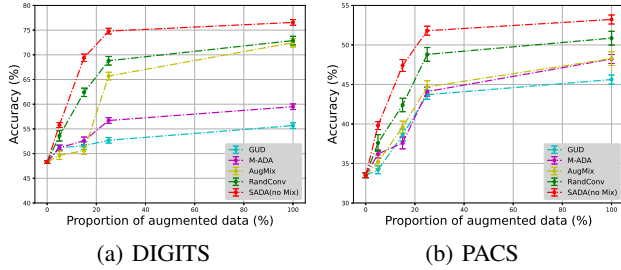 80
75
70
65
60
55
50
45
40
0
20
40
60
80
100
Accuracy (%)
Proportion of augmented data (%)
GUD
M-ADA
AugMix
RandConv
SADA(no Mix)
(a) DIGITS
55
50
45
40
35
30
0
20
40
60
80
100
Accuracy (%)
Proportion of augmented data (%)
GUD
M-ADA
AugMix
RandConv
SADA(no Mix)
(b) PACS